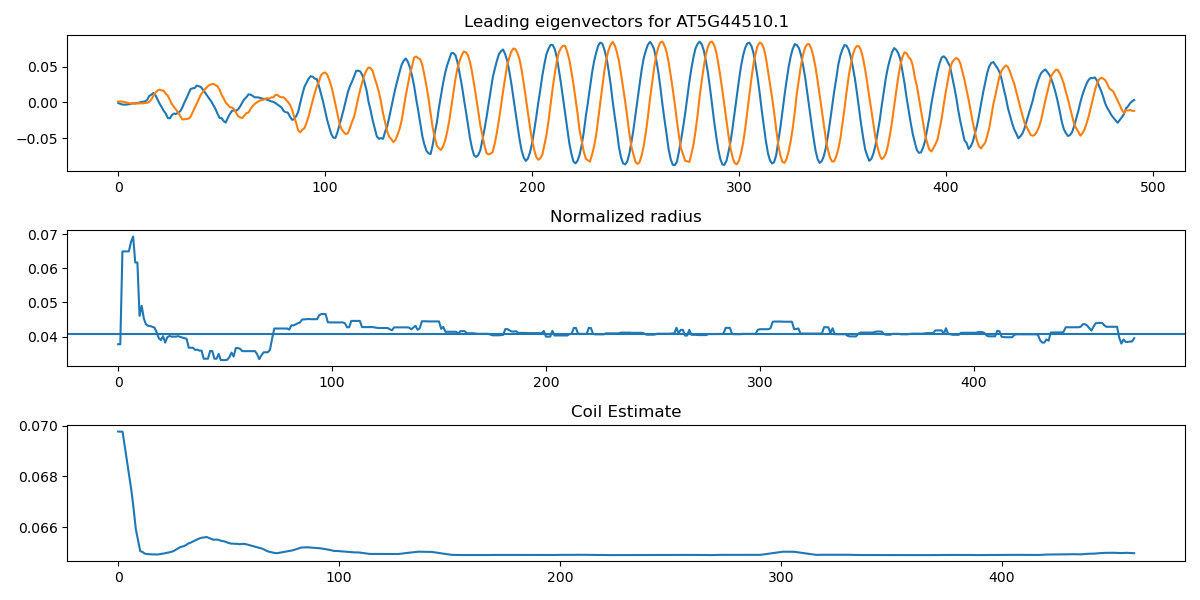 Leading eigenvectors for AT5G44510.1
0.05
0.00
−0.05
0 100 200 300 400 500
Normalized radius
0.07
0.06
0.05
0.04
0 100 200 300 400
Coil Estimate
0.070
0.068
0.066
0 100 200 300 400